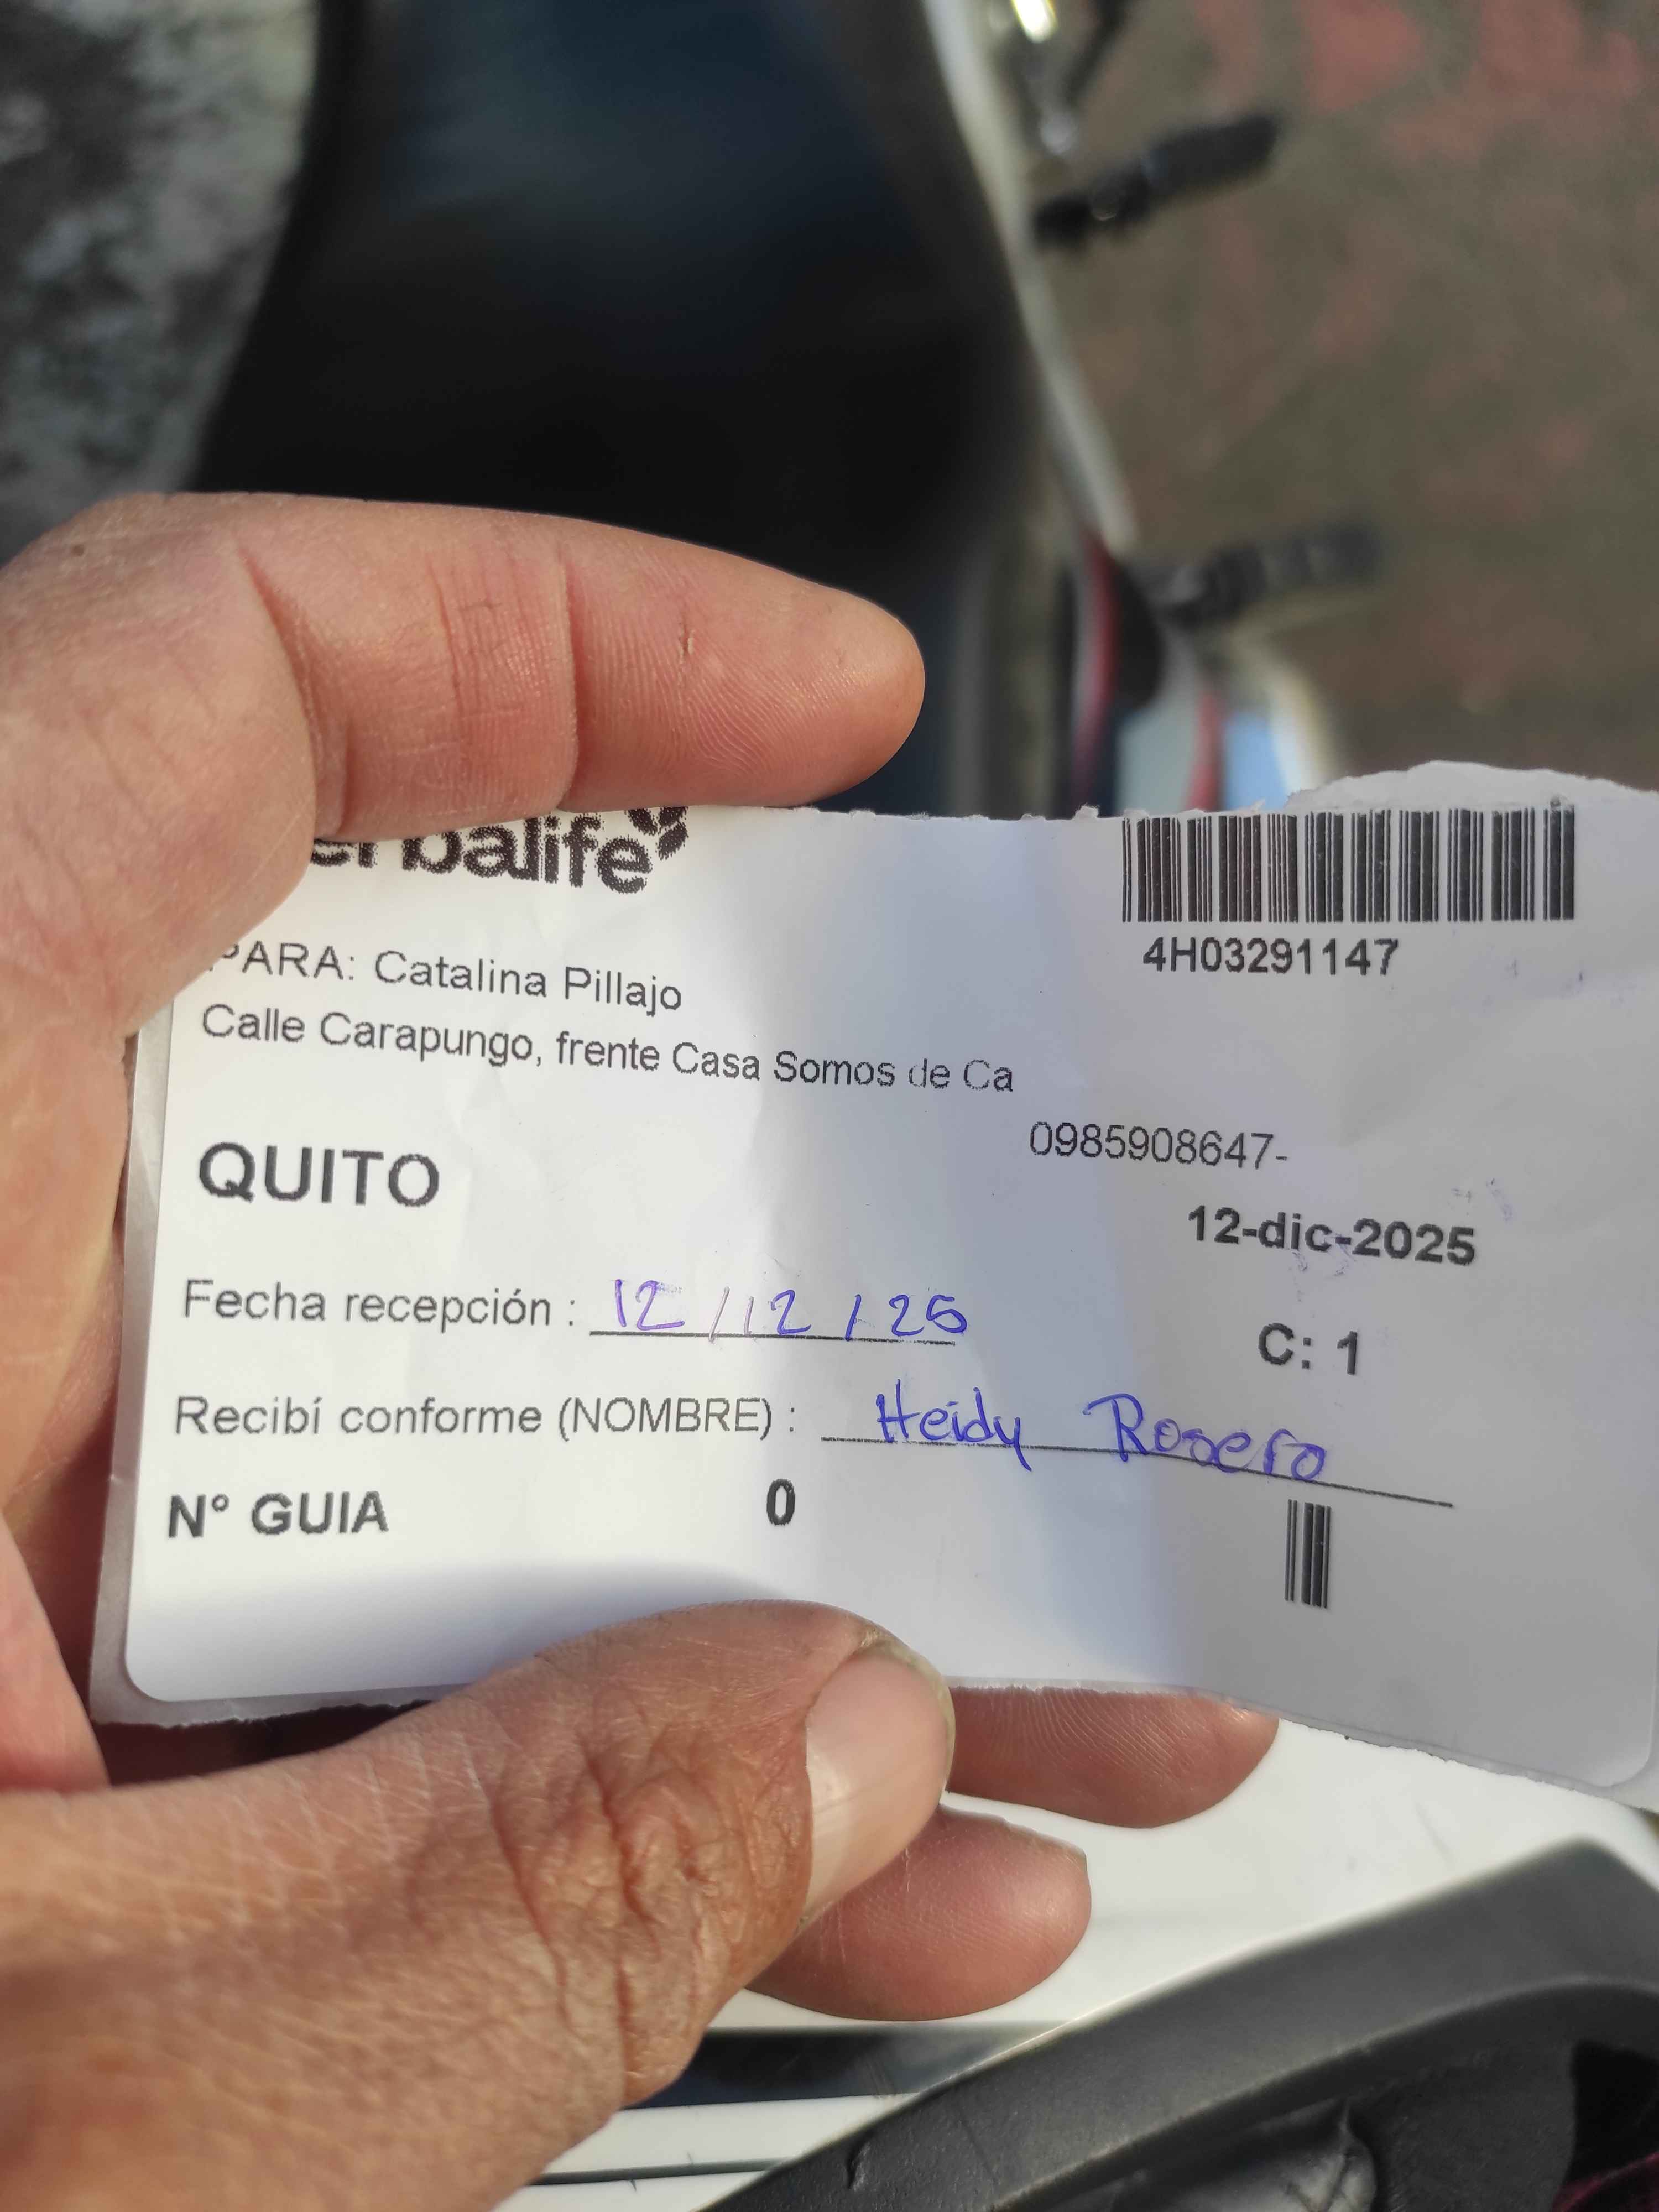 erbalife
4H03291147
PARA: Catalina Pillajo
Calle Carapungo, frente Casa Somos de Ca
0985908647-
QUITO
12-dic-2025
Fecha recepción : 12 / 12 / 25
C: 1
Recibí conforme (NOMBRE) : Heidy Rosero
N° GUIA 0